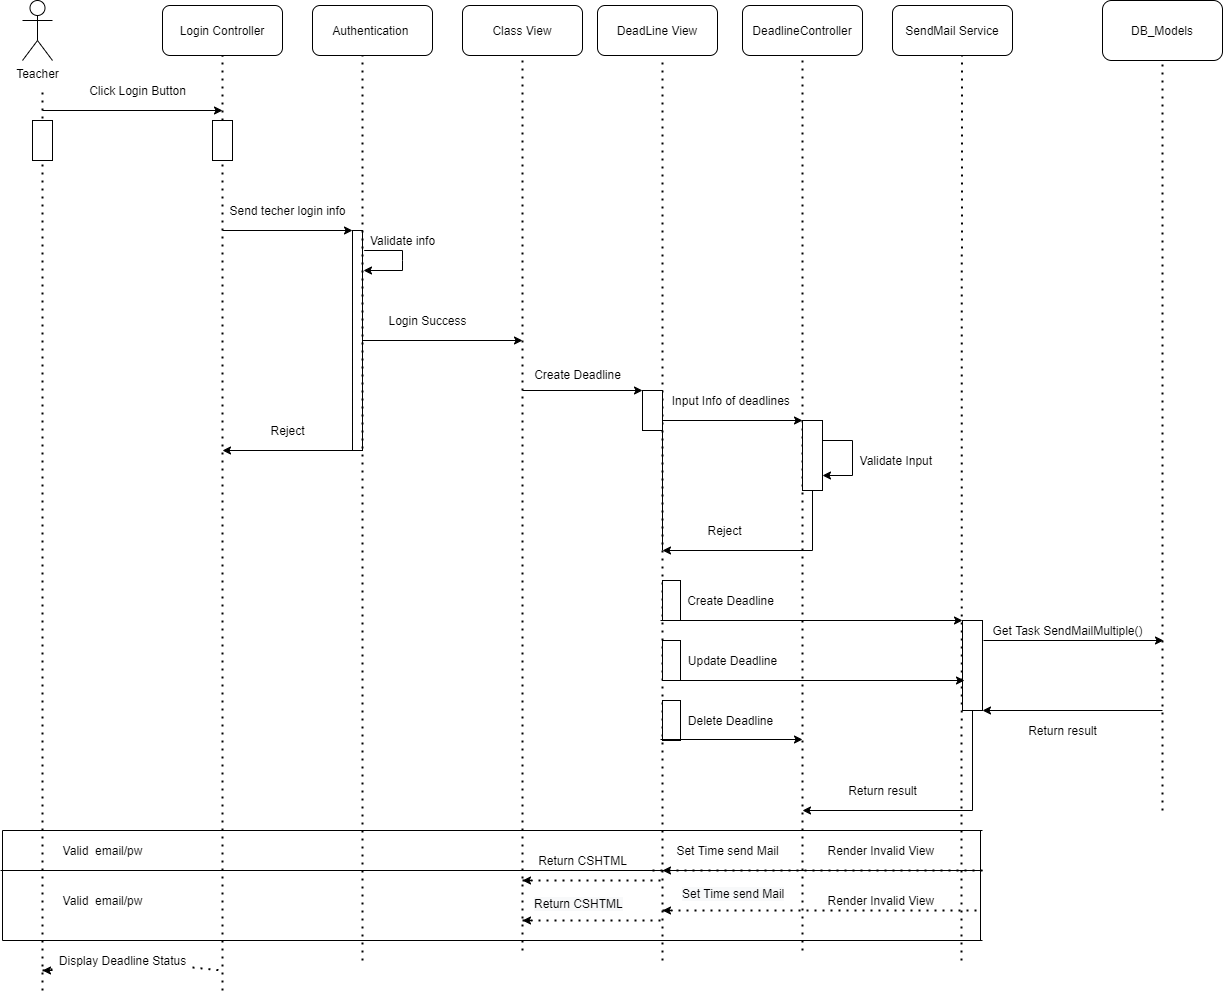 Login Controller
Authentication
Class View
DeadLine View
DeadlineController
SendMail Service
DB_Models
Teacher
Click Login Button
Send techer login info
Validate info
Login Success
Create Deadline
Input Info of deadlines
Reject
Validate Input
Reject
Create Deadline
Get Task SendMailMultiple()
Update Deadline
Delete Deadline
Return result
Return result
Valid  email/pw
Return CSHTML
Set Time send Mail
Render Invalid View
Valid  email/pw
Return CSHTML
Set Time send Mail
Render Invalid View
Display Deadline Status